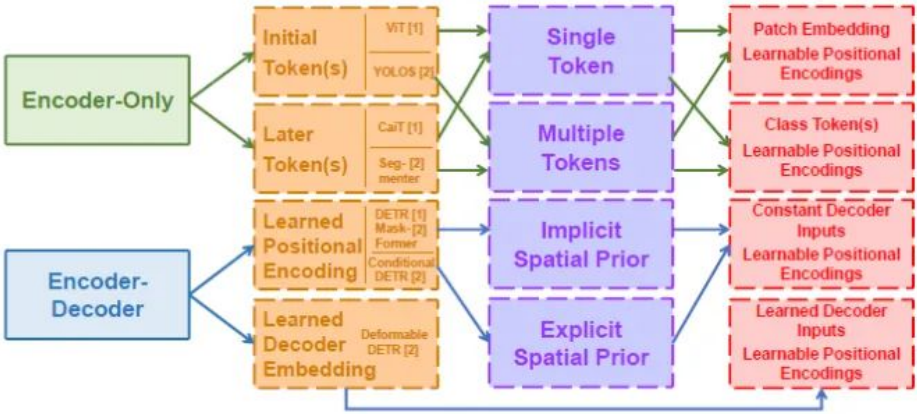 Encoder-Only
Initial
Token(s)
ViT [1]
YOLOS [2]
Later
Token(s)
CaiT [1]
Seg- [2]
menter
Single
Token
Multiple
Tokens
Patch Embedding
Learnable Positional
Encodings
Class Token(s)
Learnable Positional
Encodings
Encoder-
Decoder
Learned
Positional
Encoding
DETR [1]
Mask- [2]
Former
Conditional
DETR [2]
Learned
Decoder
Embedding
Deformable
DETR [2]
Implicit
Spatial Prior
Explicit
Spatial Prior
Constant Decoder
Inputs
Learnable Positional
Encodings
Learned Decoder
Inputs
Learnable Positional
Encodings